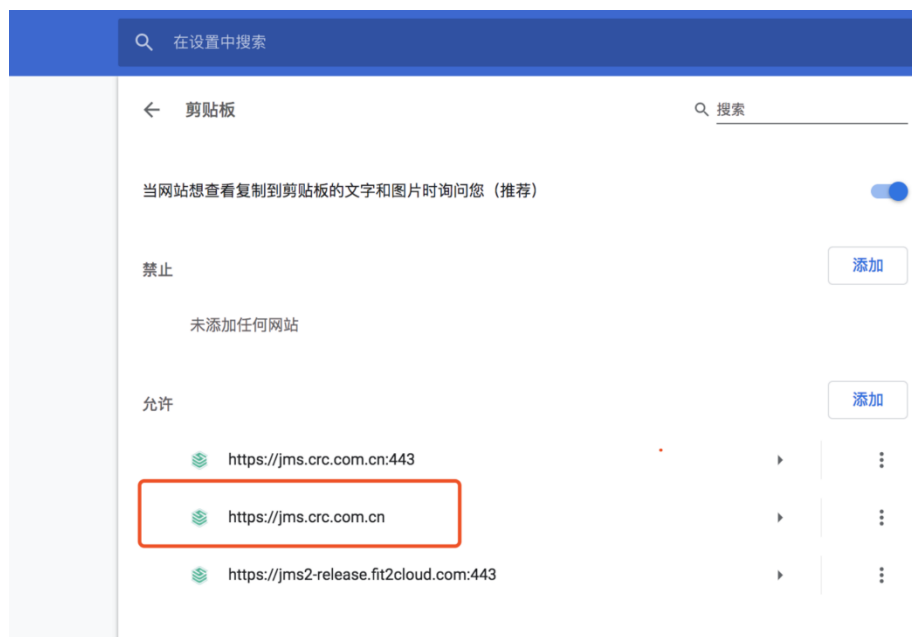 在设置中搜索
剪贴板
搜索
当网站想查看复制到剪贴板的文字和图片时询问您（推荐）
禁止
添加
未添加任何网站
允许
添加
https://jms.crc.com.cn:443
https://jms.crc.com.cn
https://jms2-release.fit2cloud.com:443